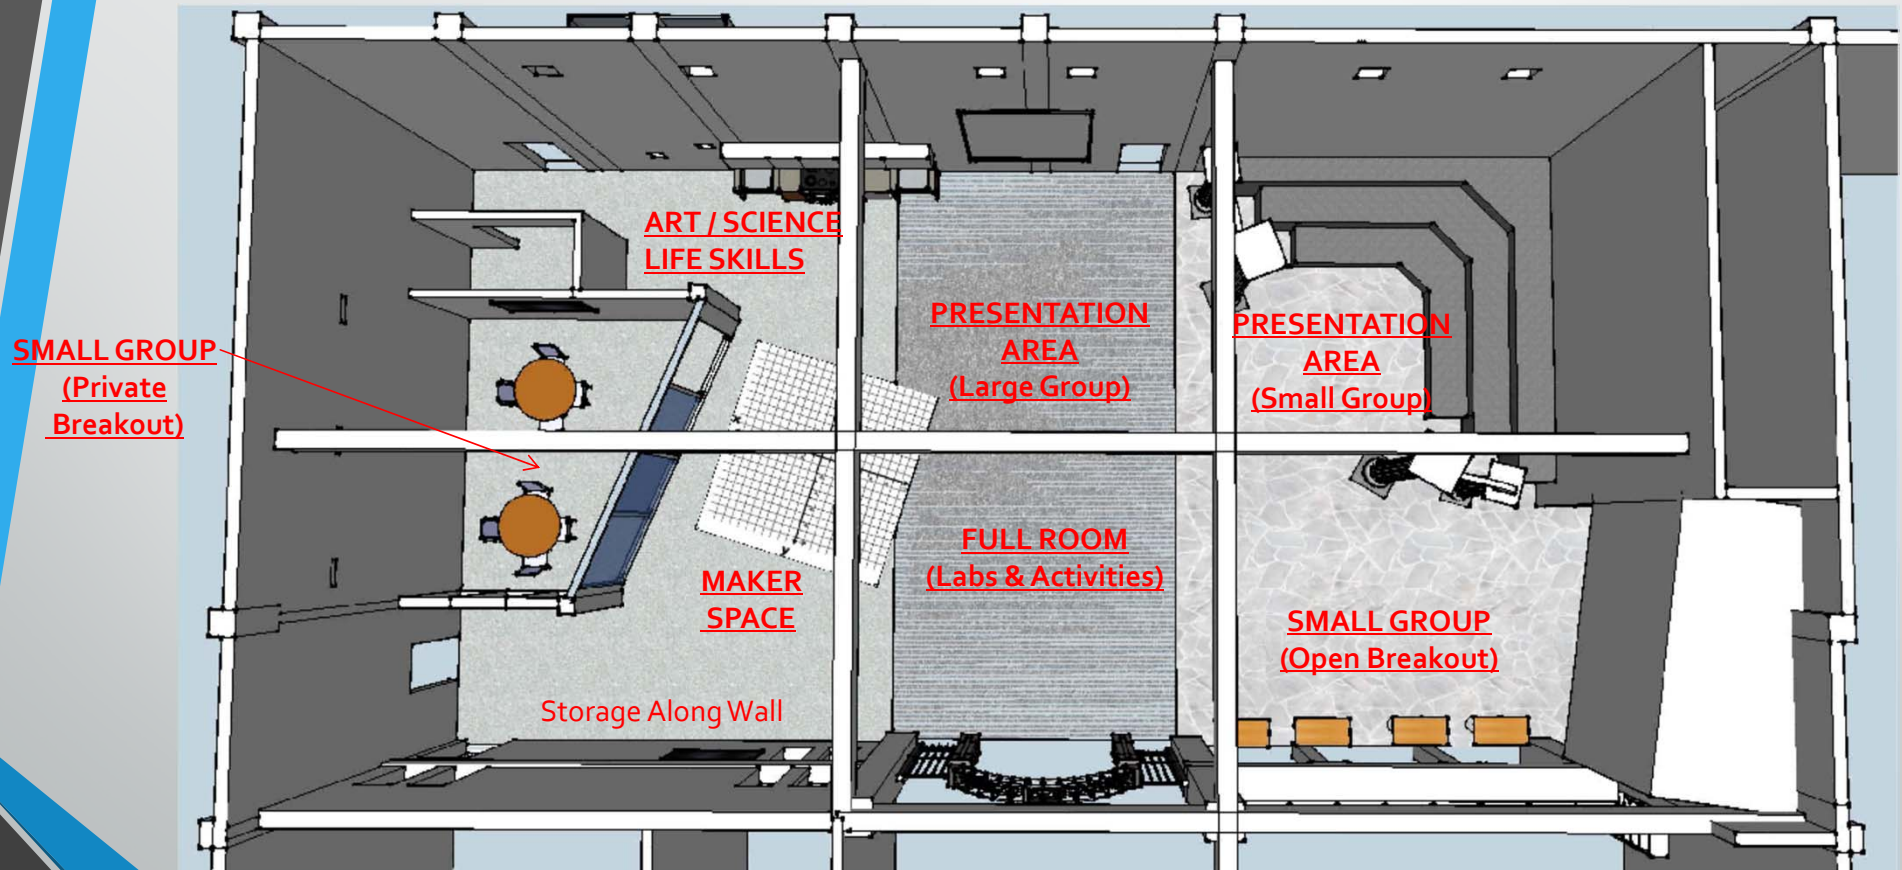 ART / SCIENCE
LIFE SKILLS
SMALL GROUP
(Private
Breakout)
PRESENTATION
AREA
(Large Group)
PRESENTATION
AREA
(Small Group)
FULL ROOM
(Labs & Activities)
MAKER
SPACE
SMALL GROUP
(Open Breakout)
Storage Along Wall